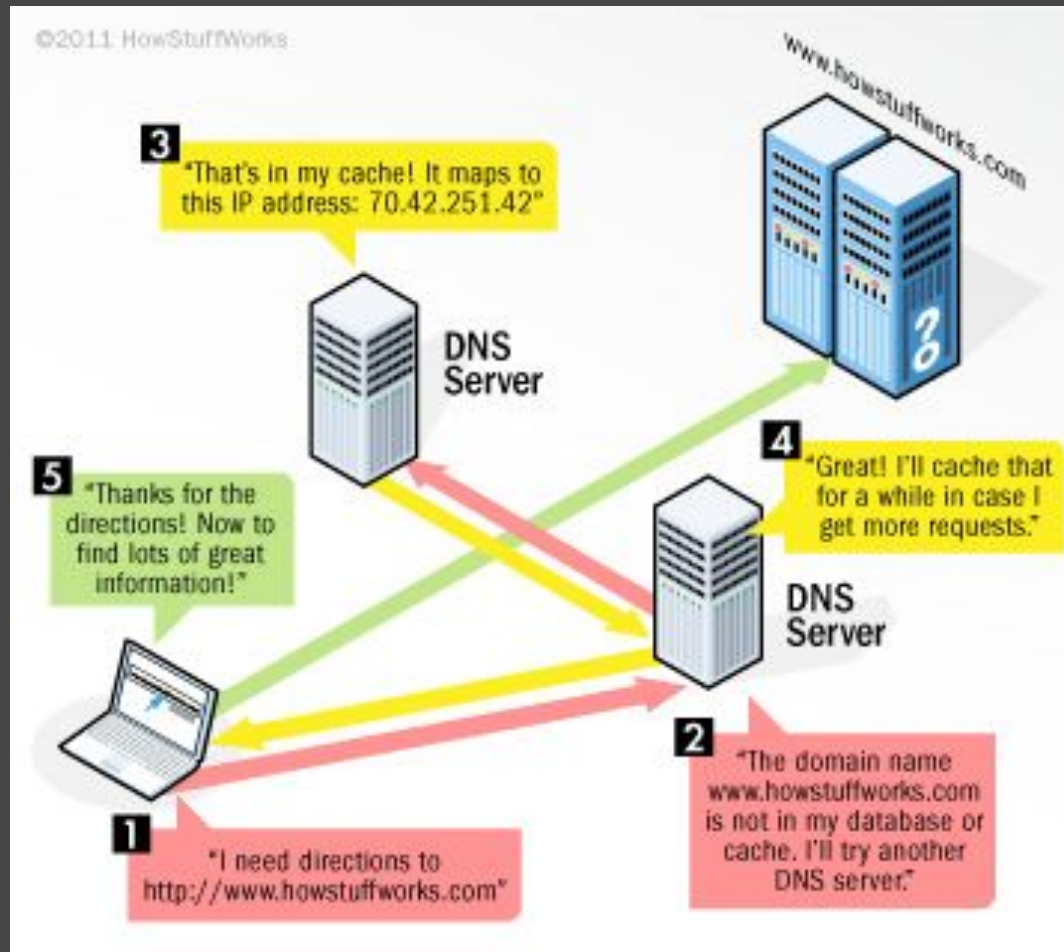 ©2011 HowStuffWorks
www.howstuffworks.com
3
"That's in my cache! It maps to
this IP address: 70.42.251.42"
DNS
Server
4
"Great! I'll cache that
for a while in case I
get more requests."
5
"Thanks for the
directions! Now to
find lots of great
information!"
DNS
Server
2
"The domain name
www.howstuffworks.com
is not in my database or
cache. I'll try another
DNS server."
1
"I need directions to
http://www.howstuffworks.com"